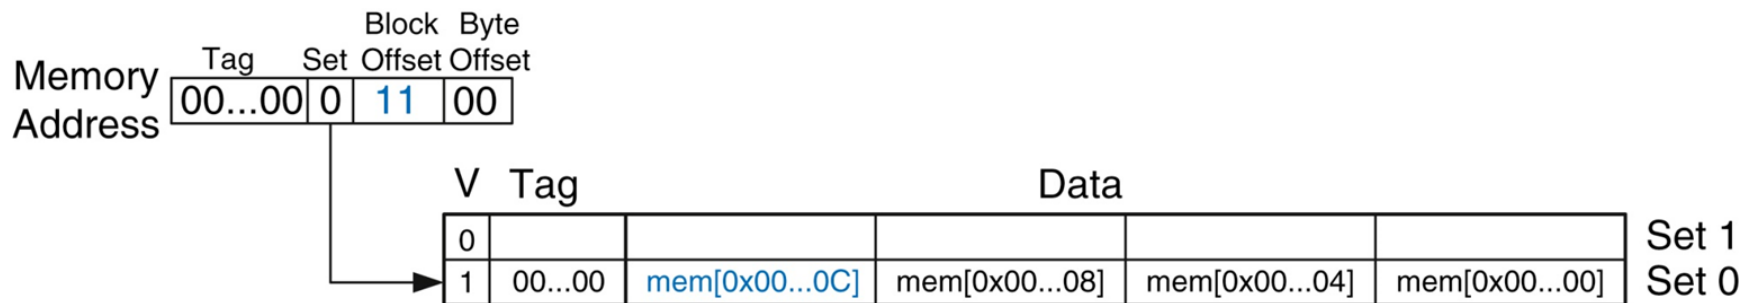 Block Byte
Tag Set Offset Offset
Memory Address 00...00 0 11 00
V Tag Data
0 Set 1
1 00...00 mem[0x00...0C] mem[0x00...08] mem[0x00...04] mem[0x00...00] Set 0